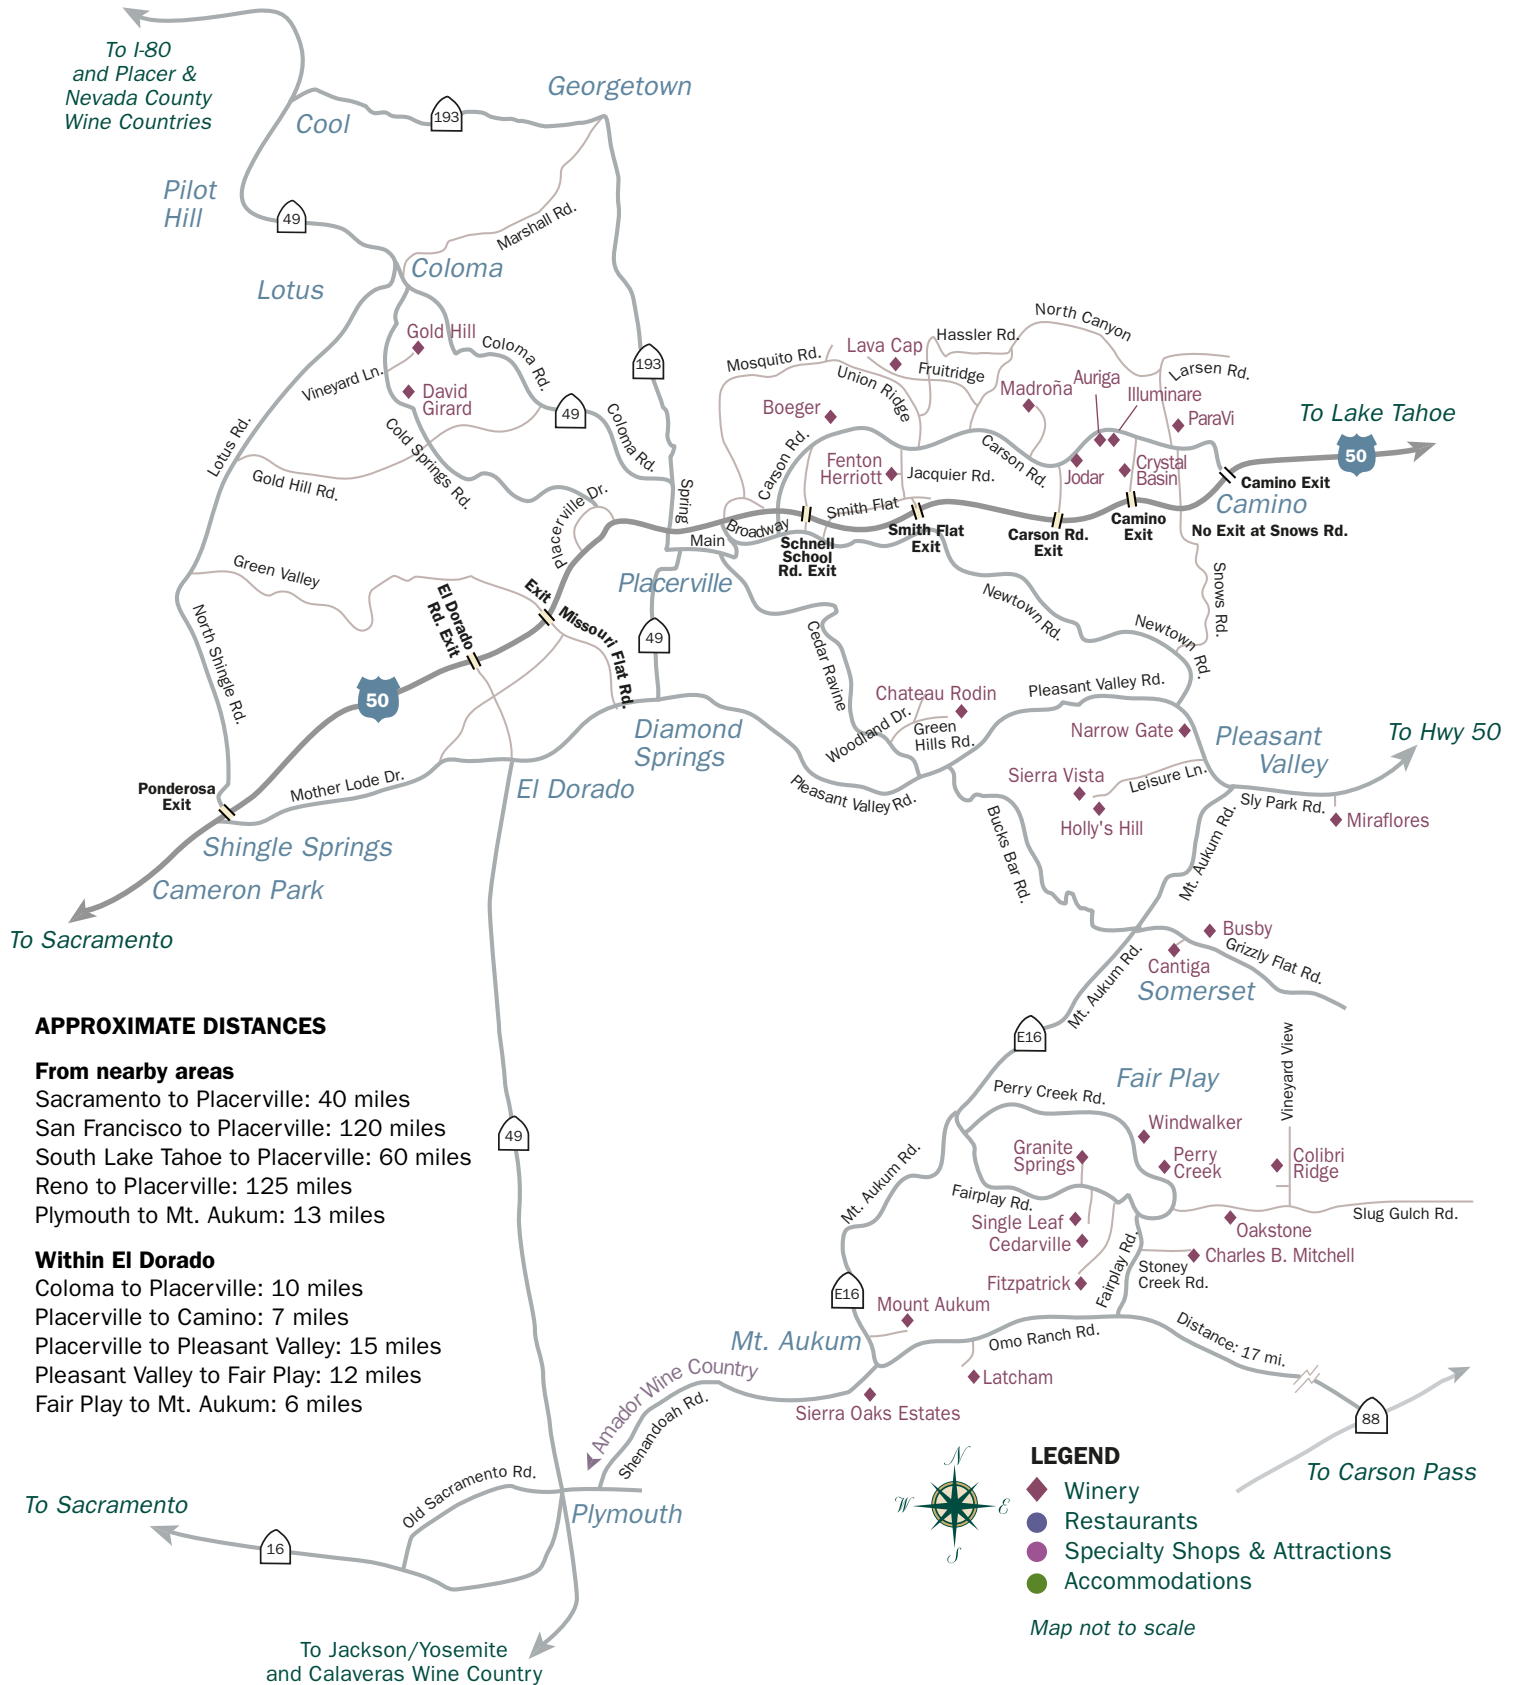 To I-80
and Placer &
Nevada County
Wine Countries
Georgetown
Cool
193
Pilot
Hill
49
Marshall Rd.
Coloma
Lotus
Gold Hill
Coloma Rd.
Vineyard Ln.
David
Girard
49
193
Coloma Rd.
Lotus Rd.
Cold Springs Rd.
Gold Hill Rd.
Placerville Dr.
Spring
Main
Broadway
Placerville
Green Valley
North Shingle Rd.
El Dorado
Rd. Exit
Exit
Missouri Flat Rd.
49
50
Diamond
Springs
El Dorado
Mother Lode Dr.
Ponderosa
Exit
Shingle Springs
Cameron Park
To Sacramento
Mosquito Rd.
Lava Cap
Hassler Rd.
North Canyon
Union Ridge
Fruitridge
Larsen Rd.
Boeger
Madroña
Auriga
Illuminare
ParaVi
To Lake Tahoe
50
Carson Rd.
Fenton
Herriott
Jacquier Rd.
Carson Rd.
Jodar
Crystal
Basin
Camino Exit
Camino
No Exit at Snows Rd.
Smith Flat
Schnell
School
Rd. Exit
Smith Flat
Exit
Carson Rd.
Exit
Camino
Exit
Newtown Rd.
Newtown Rd.
Snows Rd.
Cedar Ravine
Chateau Rodin
Pleasant Valley Rd.
Woodland Dr.
Green
Hills Rd.
Narrow Gate
Pleasant
Valley
To Hwy 50
Sierra Vista
Leisure Ln.
Holly's Hill
Sly Park Rd.
Miraflores
Pleasant Valley Rd.
Bucks Bar Rd.
Mt. Aukum Rd.
Busby
Cantiga
Grizzly Flat Rd.
Somerset
Mt. Aukum Rd.
E16
APPROXIMATE DISTANCES
From nearby areas
Sacramento to Placerville: 40 miles
San Francisco to Placerville: 120 miles
South Lake Tahoe to Placerville: 60 miles
Reno to Placerville: 125 miles
Plymouth to Mt. Aukum: 13 miles
Within El Dorado
Coloma to Placerville: 10 miles
Placerville to Camino: 7 miles
Placerville to Pleasant Valley: 15 miles
Pleasant Valley to Fair Play: 12 miles
Fair Play to Mt. Aukum: 6 miles
49
Fair Play
Perry Creek Rd.
Vineyard View
Windwalker
Granite
Springs
Perry
Creek
Colibri
Ridge
Mt. Aukum Rd.
Fairplay Rd.
Single Leaf
Cedarville
Slug Gulch Rd.
Oakstone
Fitzpatrick
Fairplay Rd.
Stoney
Creek Rd.
Charles B. Mitchell
E16
Mount Aukum
Mt. Aukum
Omo Ranch Rd.
Distance: 17 mi.
Latcham
Sierra Oaks Estates
Amador Wine Country
Shenandoah Rd.
88
To Carson Pass
Old Sacramento Rd.
Plymouth
To Sacramento
16
To Jackson/Yosemite
and Calaveras Wine Country
N
W
E
S
LEGEND
Winery
Restaurants
Specialty Shops & Attractions
Accommodations
Map not to scale